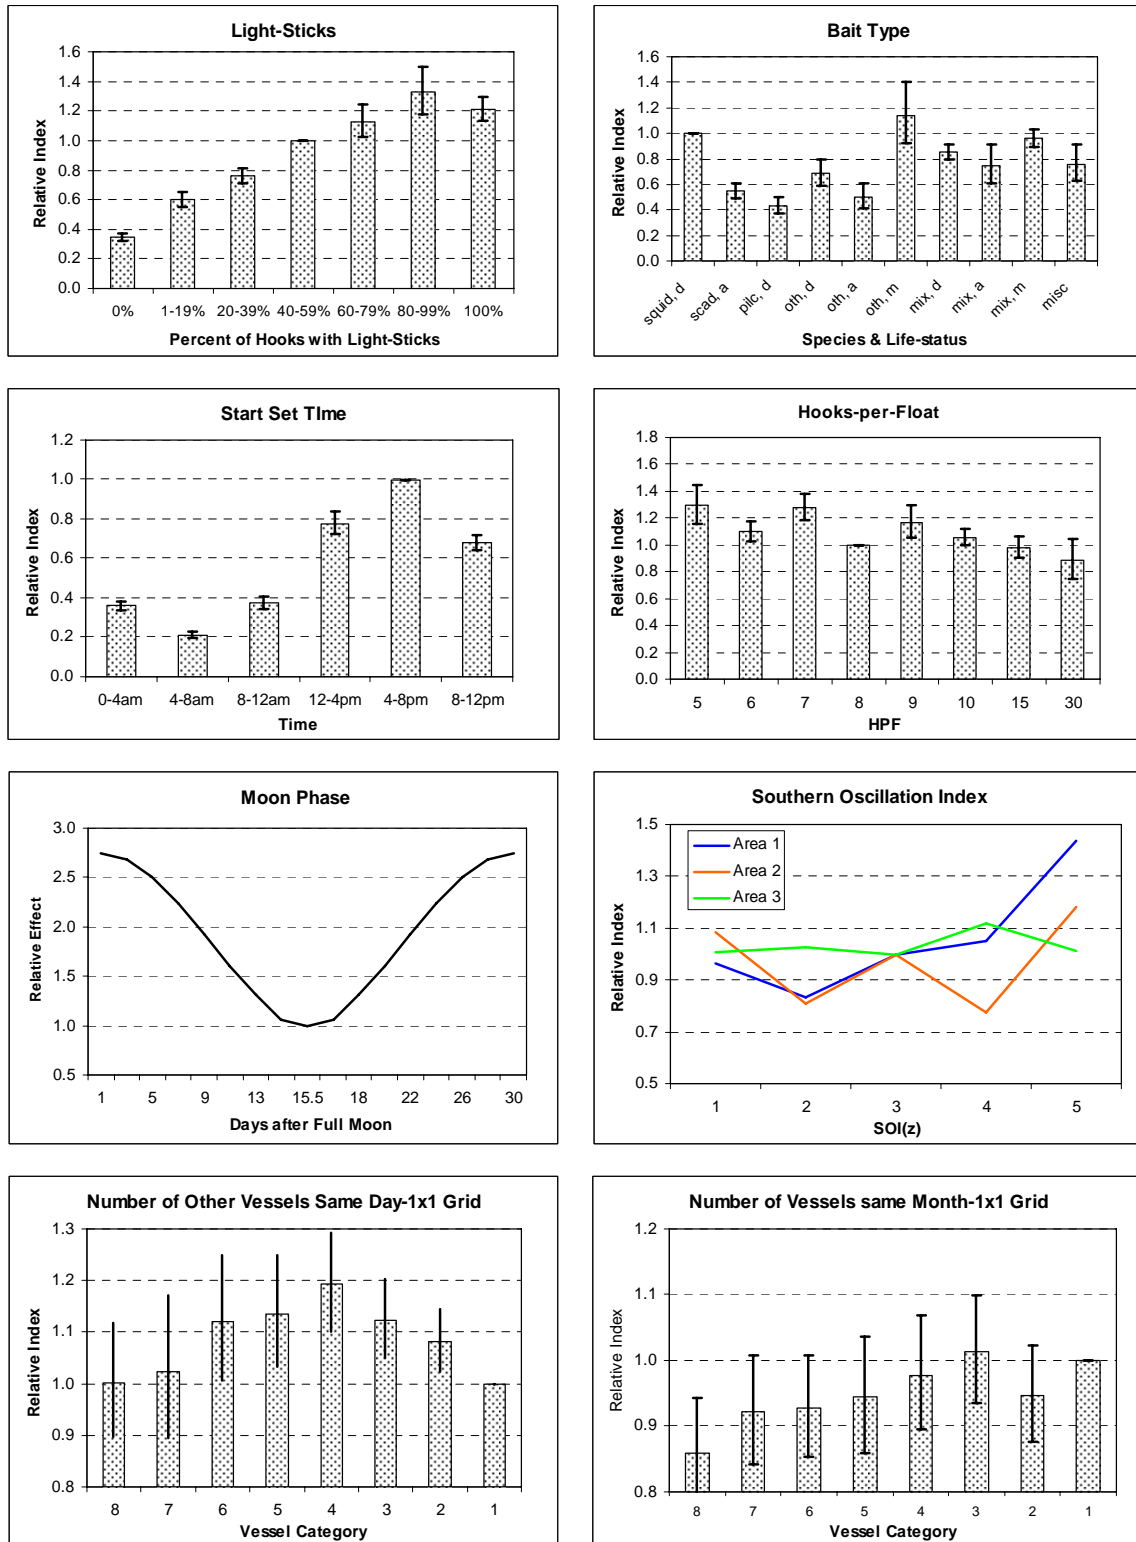 Light-Sticks
1.6
1.4
1.2
1.0
0.8
0.6
0.4
0.2
0.0
Relative Index
0% 1-19% 20-39% 40-59% 60-79% 80-99% 100%
Percent of Hooks with Light-Sticks
Bait Type
1.6
1.4
1.2
1.0
0.8
0.6
0.4
0.2
0.0
Relative Index
squid, d scad, a pilc, d oth, d oth, a oth, m mix, d mix, a mix, m misc
Species & Life-status
Start Set TIme
1.2
1.0
0.8
0.6
0.4
0.2
0.0
Relative Index
0-4am 4-8am 8-12am 12-4pm 4-8pm 8-12pm
Time
Hooks-per-Float
1.8
1.6
1.4
1.2
1.0
0.8
0.6
0.4
0.2
0.0
Relative Index
5 6 7 8 9 10 15 30
HPF
Moon Phase
3.0
2.5
2.0
1.5
1.0
0.5
Relative Effect
1 5 9 13 15.5 18 22 26 30
Days after Full Moon
Southern Oscillation Index
1.5
1.3
1.1
0.9
0.7
0.5
Relative Index
Area 1
Area 2
Area 3
1 2 3 4 5
SOI(z)
Number of Other Vessels Same Day-1x1 Grid
1.3
1.2
1.1
1.0
0.9
0.8
Relative Index
8 7 6 5 4 3 2 1
Vessel Category
Number of Vessels same Month-1x1 Grid
1.2
1.1
1.0
0.9
0.8
Relative Index
8 7 6 5 4 3 2 1
Vessel Category